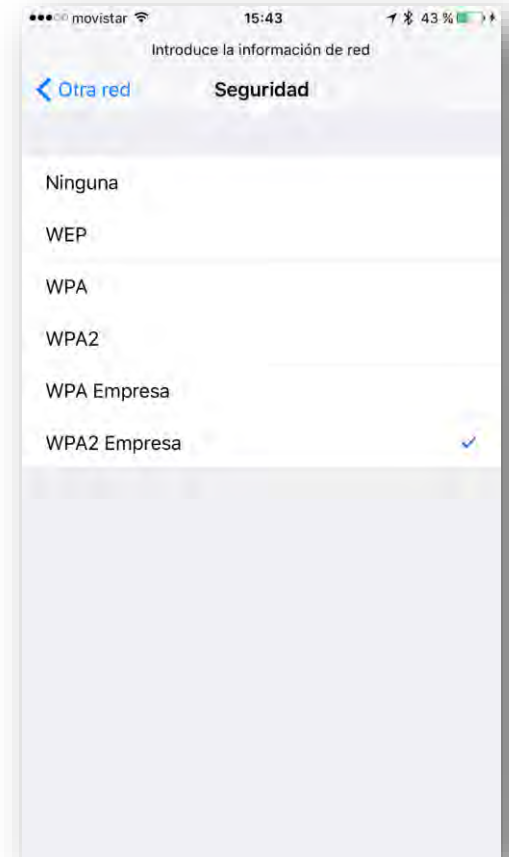 movistar 15:43 43 %
Introduce la información de red
Otra red Seguridad
Ninguna
WEP
WPA
WPA2
WPA Empresa
WPA2 Empresa